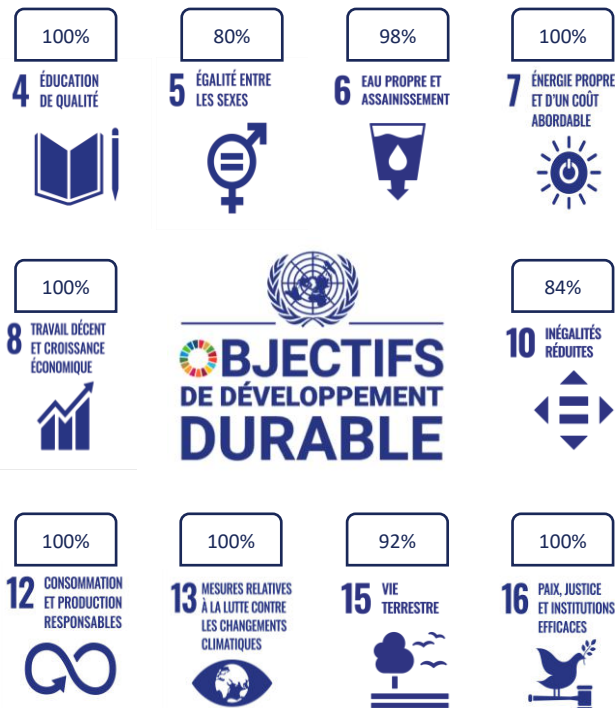 100%
4 ÉDUCATION
DE QUALITÉ
80%
5 ÉGALITÉ ENTRE
LES SEXES
98%
6 EAU PROPRE ET
ASSAINISSEMENT
100%
7 ÉNERGIE PROPRE
ET D'UN COÛT
ABORDABLE
100%
8 TRAVAIL DÉCENT
ET CROISSANCE
ÉCONOMIQUE
OBJECTIFS
DE DÉVELOPPEMENT
DURABLE
84%
10 INÉGALITÉS
RÉDUITES
100%
12 CONSOMMATION
ET PRODUCTION
RESPONSABLES
100%
13 MESURES RELATIVES
À LA LUTTE CONTRE
LES CHANGEMENTS
CLIMATIQUES
92%
15 VIE
TERRESTRE
100%
16 PAIX, JUSTICE
ET INSTITUTIONS
EFFICACES